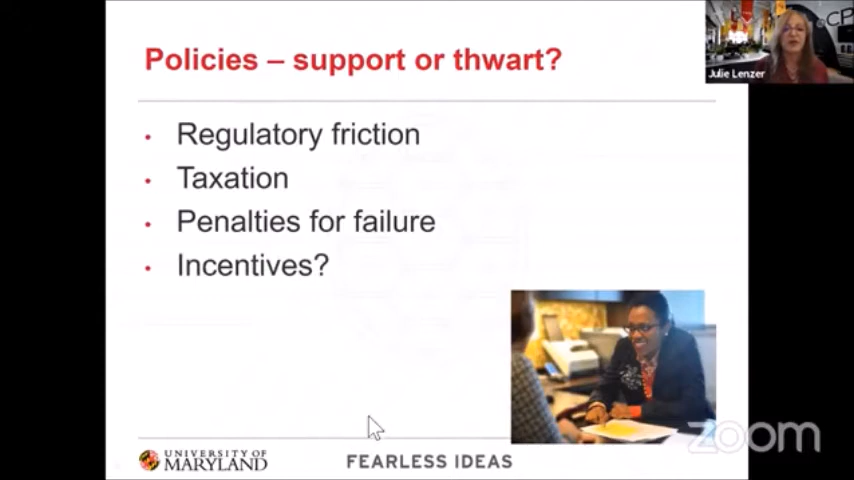 Policies – support or thwart?
Julie Lenzer
CP
• Regulatory friction
• Taxation
• Penalties for failure
• Incentives?
UNIVERSITY OF
MARYLAND
FEARLESS IDEAS
zoom